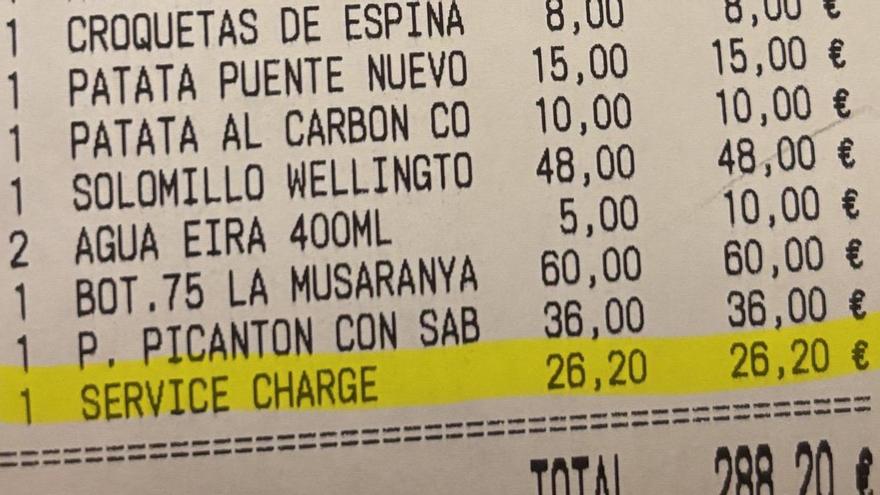 1 CROQUETAS DE ESPINA 8,00 8,00 €
1 PATATA PUENTE NUEVO 15,00 15,00 €
1 PATATA AL CARBON CO 10,00 10,00 €
1 SOLOMILLO WELLINGTO 48,00 48,00 €
2 AGUA EIRA 400ML 5,00 10,00 €
1 BOT.75 LA MUSARANYA 60,00 60,00 €
1 P. PICANTON CON SAB 36,00 36,00 €
1 SERVICE CHARGE 26,20 26,20 €
TOTAL 288,20 €